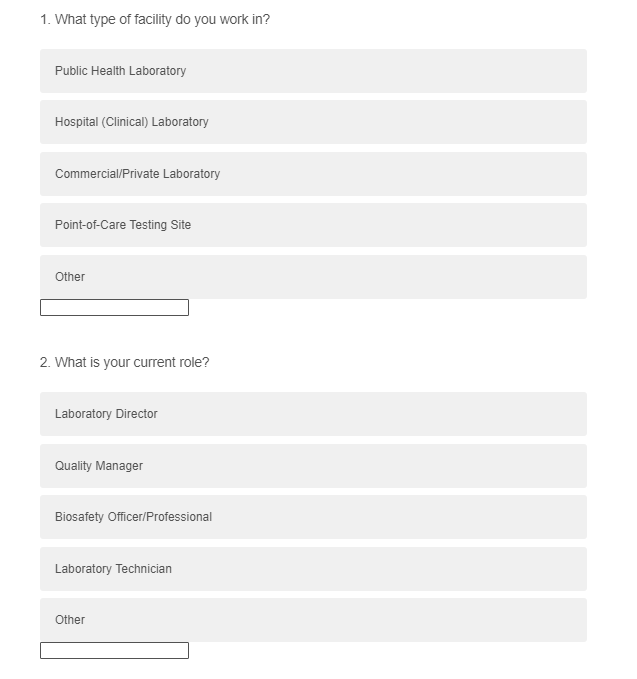 1. What type of facility do you work in?
Public Health Laboratory
Hospital (Clinical) Laboratory
Commercial/Private Laboratory
Point-of-Care Testing Site
Other
2. What is your current role?
Laboratory Director
Quality Manager
Biosafety Officer/Professional
Laboratory Technician
Other